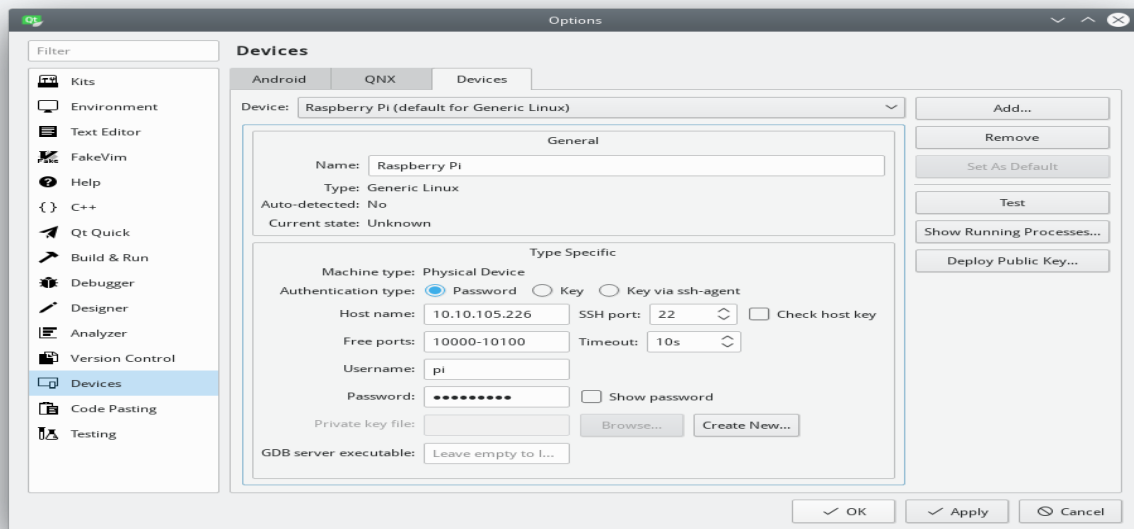 Qt
Options
Filter
Kits
Environment
Text Editor
Fake
FakeVim
Help
{ } C++
Qt Quick
Build & Run
Debugger
Designer
Analyzer
Version Control
Devices
Code Pasting
Testing
Devices
Android QNX Devices
Device: Raspberry Pi (default for Generic Linux)
General
Name: Raspberry Pi
Type: Generic Linux
Auto-detected: No
Current state: Unknown
Type Specific
Machine type: Physical Device
Authentication type: Password Key Key via ssh-agent
Host name: 10.10.105.226 SSH port: 22 Check host key
Free ports: 10000-10100 Timeout: 10s
Username: pi
Password: ●●●●●●●●● Show password
Private key file: Browse... Create New...
GDB server executable: Leave empty to l...
Add...
Remove
Set As Default
Test
Show Running Processes...
Deploy Public Key...
OK Apply Cancel